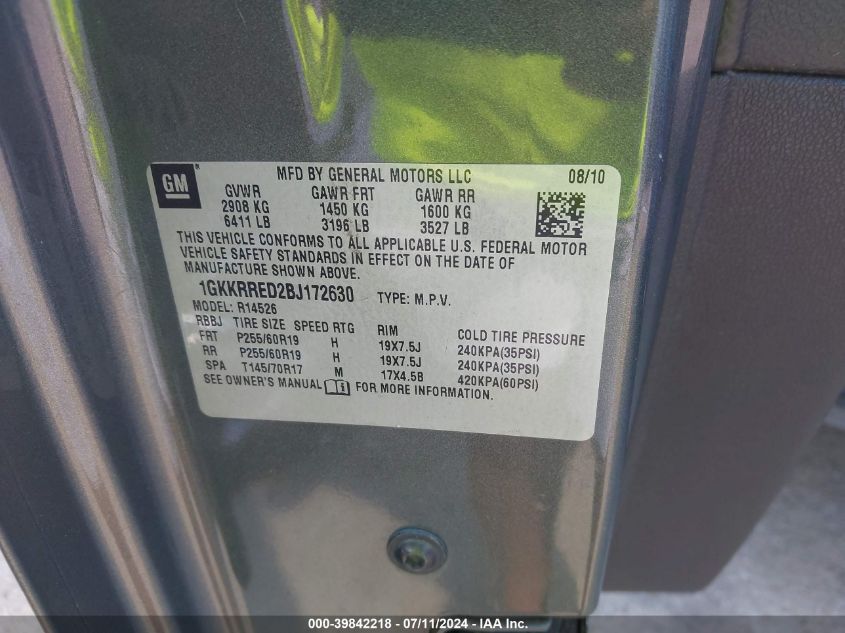 GM
MFD BY GENERAL MOTORS LLC 08/10
GVWR GAWR FRT GAWR RR
2908 KG 1450 KG 1600 KG
6411 LB 3196 LB 3527 LB
THIS VEHICLE CONFORMS TO ALL APPLICABLE U.S. FEDERAL MOTOR
VEHICLE SAFETY STANDARDS IN EFFECT ON THE DATE OF
MANUFACTURE SHOWN ABOVE.
1GKKRRED2BJ172630 TYPE: M.P.V.
MODEL: R14526
RBBJ TIRE SIZE SPEED RTG RIM COLD TIRE PRESSURE
FRT P255/60R19 H 19X7.5J 240KPA(35PSI)
RR P255/60R19 H 19X7.5J 240KPA(35PSI)
SPA T145/70R17 M 17X4.5B 420KPA(60PSI)
SEE OWNER'S MANUAL FOR MORE INFORMATION.
000-39842218 - 07/11/2024 - IAA, Inc.